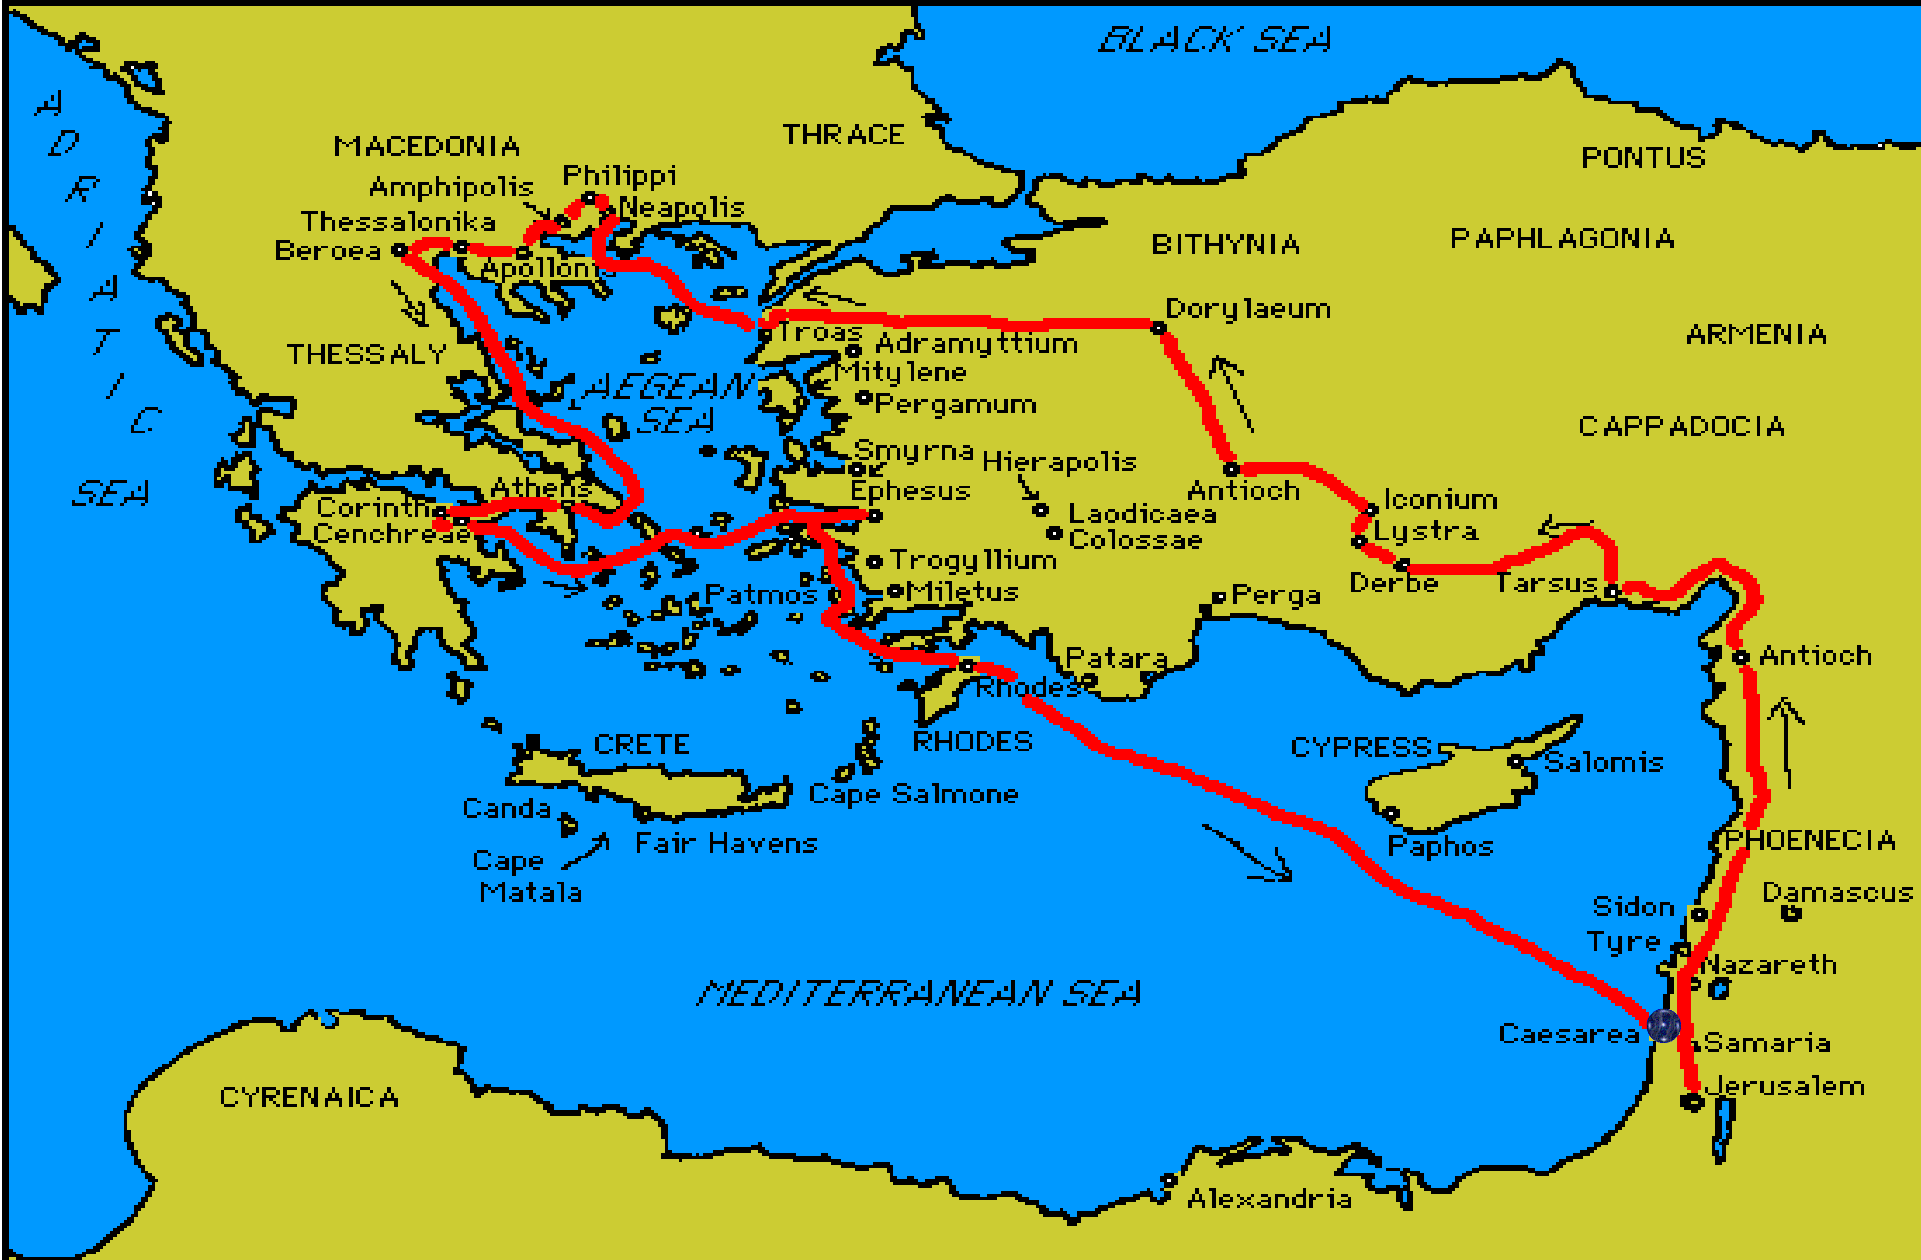 BLACK SEA
ADRIATIC
SEA
MACEDONIA
THRACE
PONTUS
Amphipolis
Philippi
Neapolis
Thessalonika
Beroea
Apollonia
BITHYNIA
PAPHLAGONIA
Dorylaeum
ARMENIA
Troas
Adramyttium
THESSALY
Mitylene
AEGEAN
SEA
Pergamum
CAPPADOCIA
Smyrna
Hierapolis
Ephesus
Antioch
Iconium
Athens
Corinth
Cenchreae
Laodicaea
Lystra
Colossae
Trogyllium
Derbe
Tarsus
Patmos
Miletus
Perga
Patara
Antioch
Rhodes
RHODES
CRETE
CYPRESS
Salomis
Canda
Cape Salmone
Fair Havens
Cape
Matala
Paphos
PHOENECIA
Damascus
Sidon
Tyre
Nazareth
MEDITERRANEAN SEA
Caesarea
Samaria
Jerusalem
CYRENAICA
Alexandria